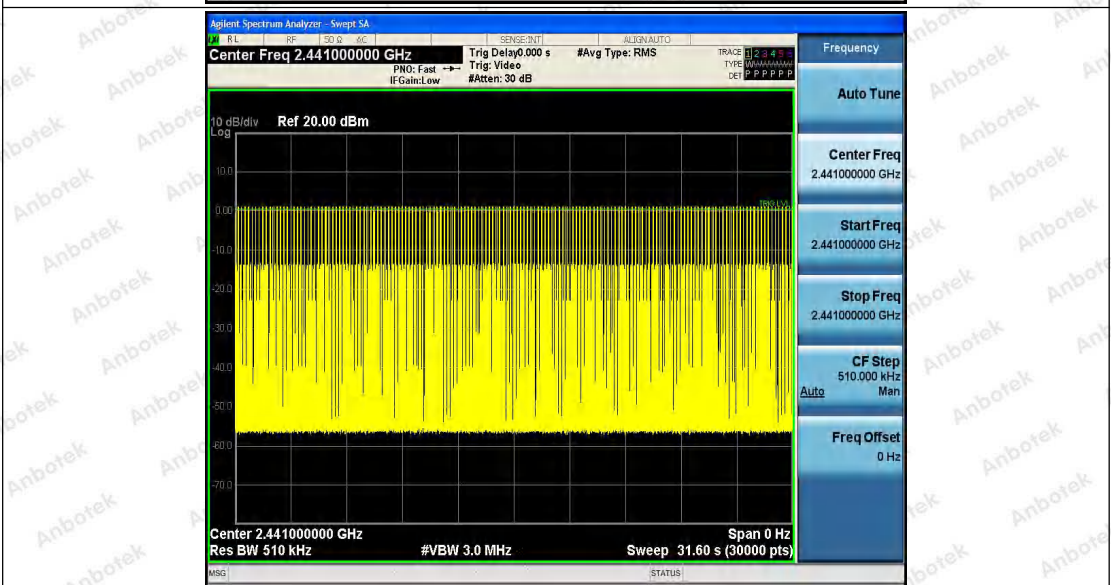 Agilent Spectrum Analyzer - Swept SA
RL RF 50 Ω AC SENSE:INT ALIGN AUTO
Center Freq 2.441000000 GHz
PNO: Fast
IFGain:Low
Trig Delay0.000 s
Trig: Video
#Atten: 30 dB
#Avg Type: RMS
TRACE 1 2 3 4 5 6
TYPE
DET P P P P P P
Frequency
Auto Tune
Center Freq
2.441000000 GHz
Start Freq
2.441000000 GHz
Stop Freq
2.441000000 GHz
CF Step
510.000 kHz
Auto Man
Freq Offset
0 Hz
10 dB/div Ref 20.00 dBm
Log
10.0
0.00
TRIG LVL
-10.0
-20.0
-30.0
-40.0
-50.0
-60.0
-70.0
Center 2.441000000 GHz Span 0 Hz
Res BW 510 kHz #VBW 3.0 MHz Sweep 31.60 s (30000 pts)
MSG STATUS
Anbotek